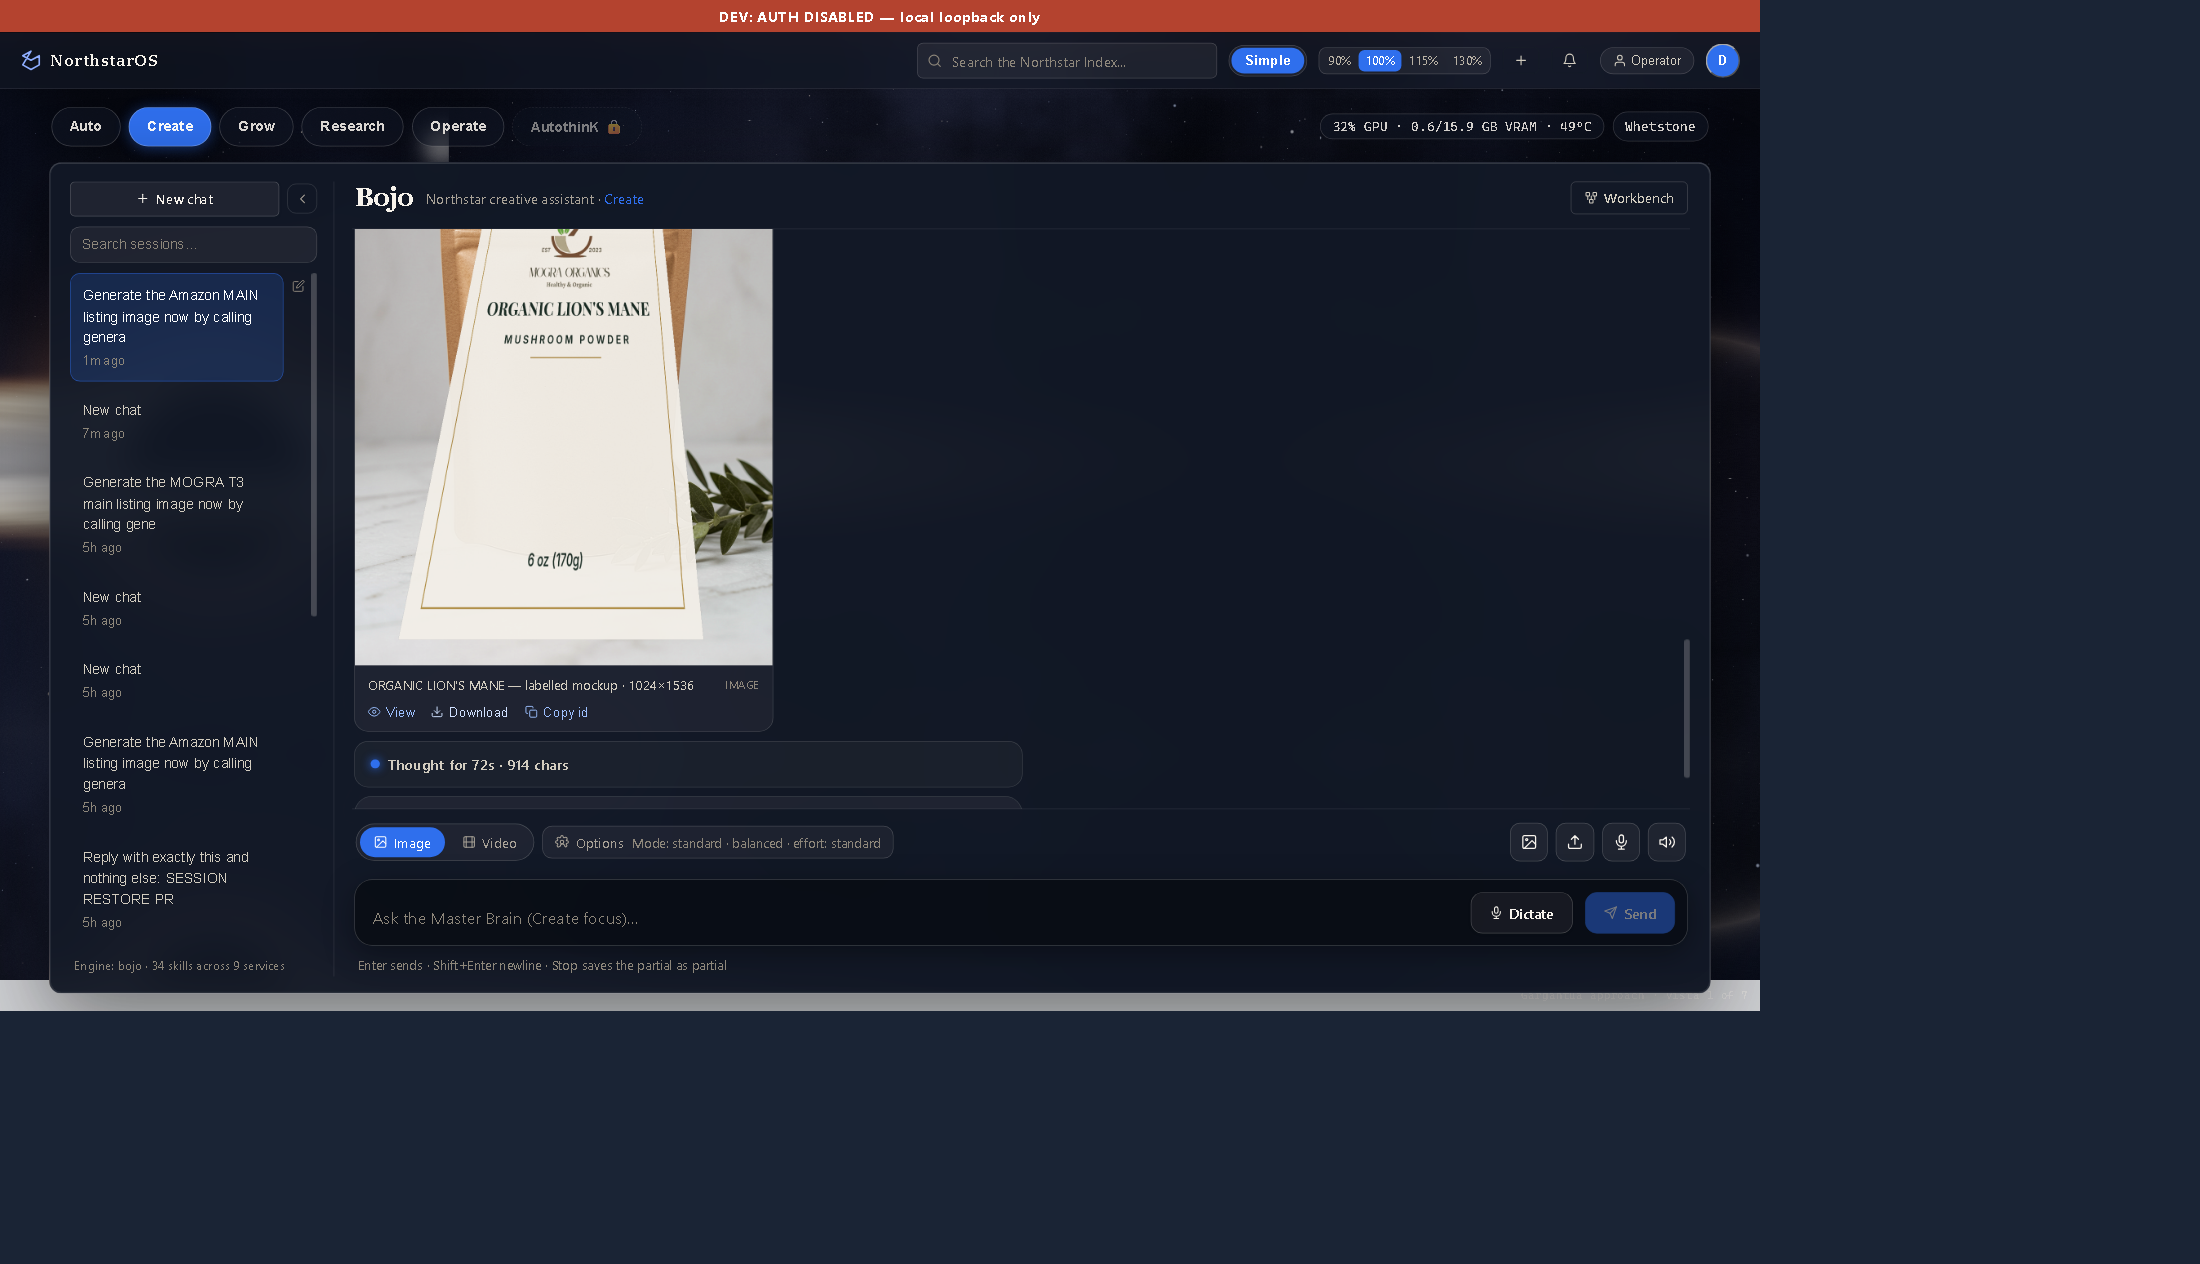 DEV: AUTH DISABLED — local loopback only
NorthstarOS
Search the Northstar Index...
Simple
90% 100% 115% 130%
Operator
D
Auto
Create
Grow
Research
Operate
AutothinK
32% GPU · 0.6/15.9 GB VRAM · 49°C
Whetstone
New chat
Search sessions...
Generate the Amazon MAIN
listing image now by calling
genera
1m ago
New chat
7m ago
Generate the MOGRA T3
main listing image now by
calling gene
5h ago
New chat
5h ago
New chat
5h ago
Generate the Amazon MAIN
listing image now by calling
genera
5h ago
Reply with exactly this and
nothing else: SESSION
RESTORE PR
5h ago
Engine: bojo · 34 skills across 9 services
Bojo
Northstar creative assistant · Create
Workbench
EST 2023
MOGRA ORGANICS
Healthy & Organic
ORGANIC LION'S MANE
MUSHROOM POWDER
6 oz (170g)
ORGANIC LION'S MANE — labelled mockup · 1024×1536
IMAGE
View
Download
Copy id
Thought for 72s · 914 chars
Image
Video
Options Mode: standard · balanced · effort: standard
Ask the Master Brain (Create focus)...
Dictate
Send
Enter sends · Shift+Enter newline · Stop saves the partial as partial